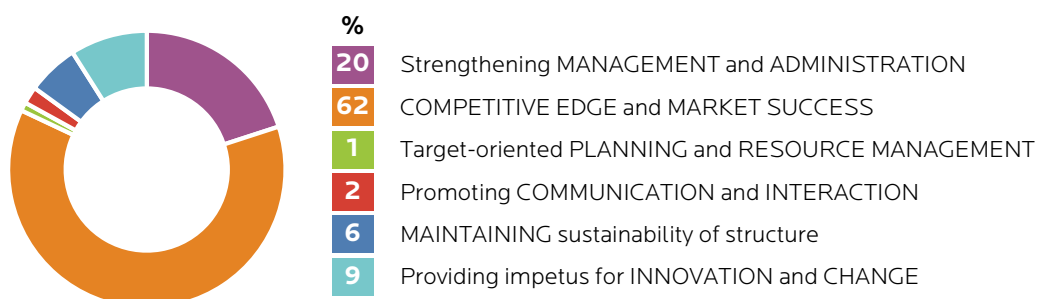 %
20 Strengthening MANAGEMENT and ADMINISTRATION
62 COMPETITIVE EDGE and MARKET SUCCESS
1 Target-oriented PLANNING and RESOURCE MANAGEMENT
2 Promoting COMMUNICATION and INTERACTION
6 MAINTAINING sustainability of structure
9 Providing impetus for INNOVATION and CHANGE